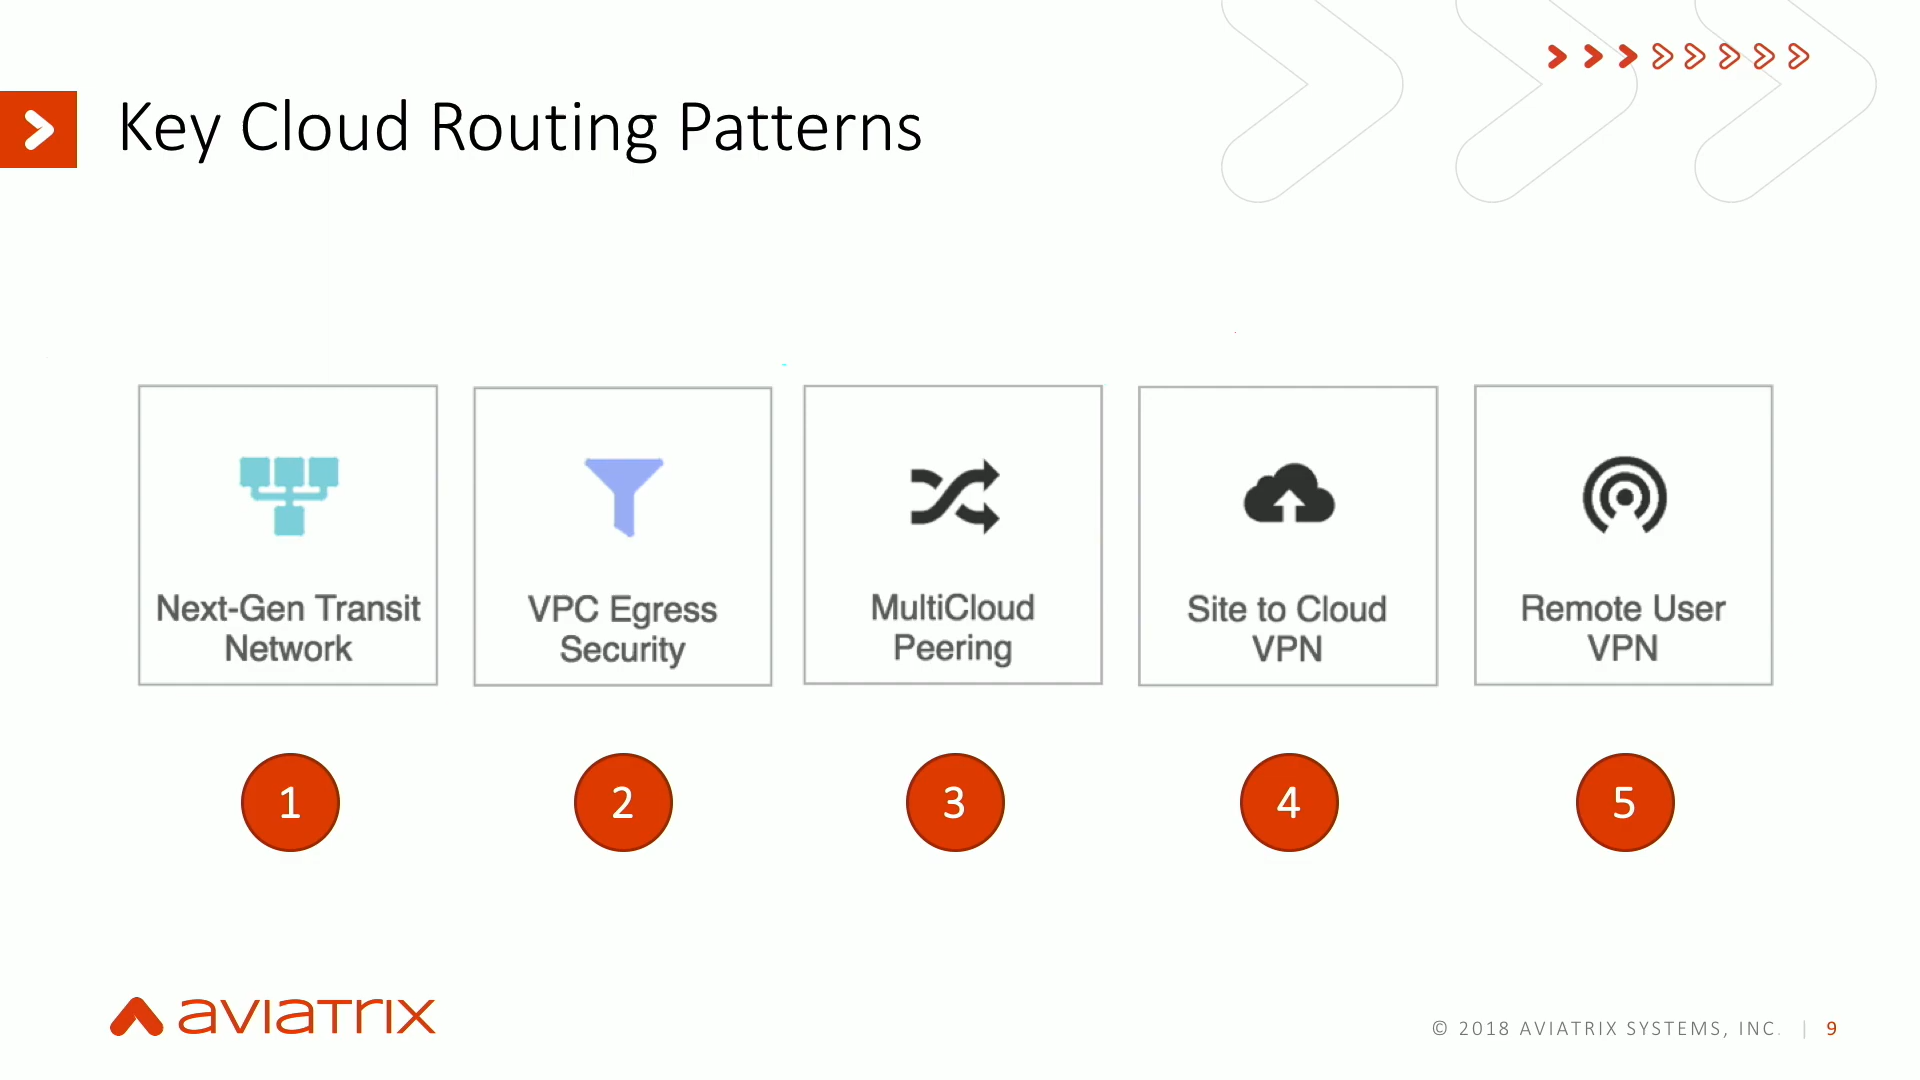 Key Cloud Routing Patterns
Next-Gen Transit
Network
VPC Egress
Security
MultiCloud
Peering
Site to Cloud
VPN
Remote User
VPN
1
2
3
4
5
aviatrix
© 2018 AVIATRIX SYSTEMS, INC. | 9